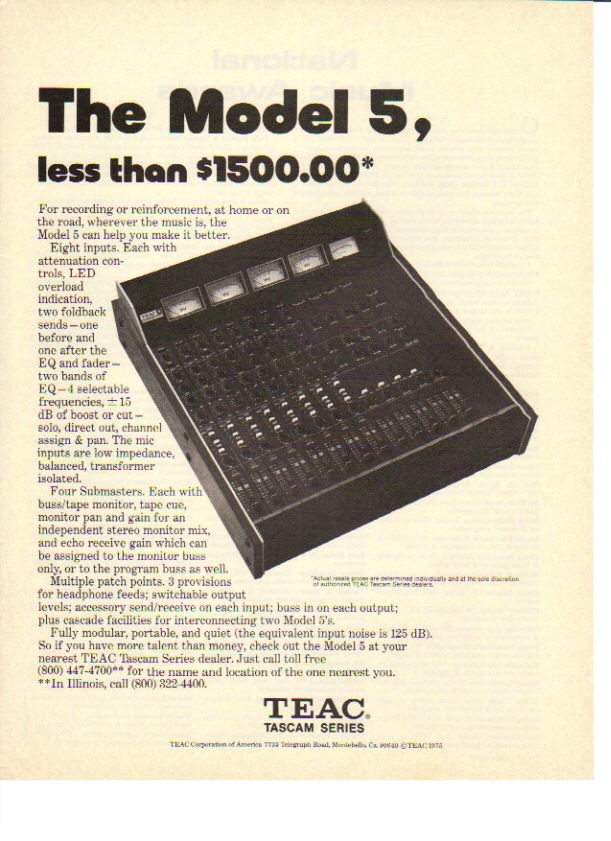 The Model 5,
less than $1500.00*
For recording or reinforcement, at home or on
the road, wherever the music is, the
Model 5 can help you make it better.
Eight inputs. Each with
attenuation con-
trols, LED
overload
indication,
two foldback
sends—one
before and
one after the
EQ and fader—
two bands of
EQ—4 selectable
frequencies, ±15
dB of boost or cut—
solo, direct out, channel
assign & pan. The mic
inputs are low impedance,
balanced, transformer
isolated.
Four Submasters. Each with
buss/tape monitor, tape cue,
monitor pan and gain for an
independent stereo monitor mix,
and echo receive gain which can
be assigned to the monitor buss
only, or to the program buss as well.
Multiple patch points. 3 provisions
for headphone feeds; switchable output
levels; accessory send/receive on each input; buss in on each output;
plus cascade facilities for interconnecting two Model 5's.
Fully modular, portable, and quiet (the equivalent input noise is 125 dB).
So if you have more talent than money, check out the Model 5 at your
nearest TEAC Tascam Series dealer. Just call toll free
(800) 447-4700** for the name and location of the one nearest you.
**In Illinois, call (800) 322-4400.
*Actual resale prices are determined individually and at the sole discretion
of authorized TEAC Tascam Series dealers.
TEAC®
TASCAM SERIES
TEAC Corporation of America 7733 Telegraph Road, Montebello, Ca. 90640 ©TEAC 1975